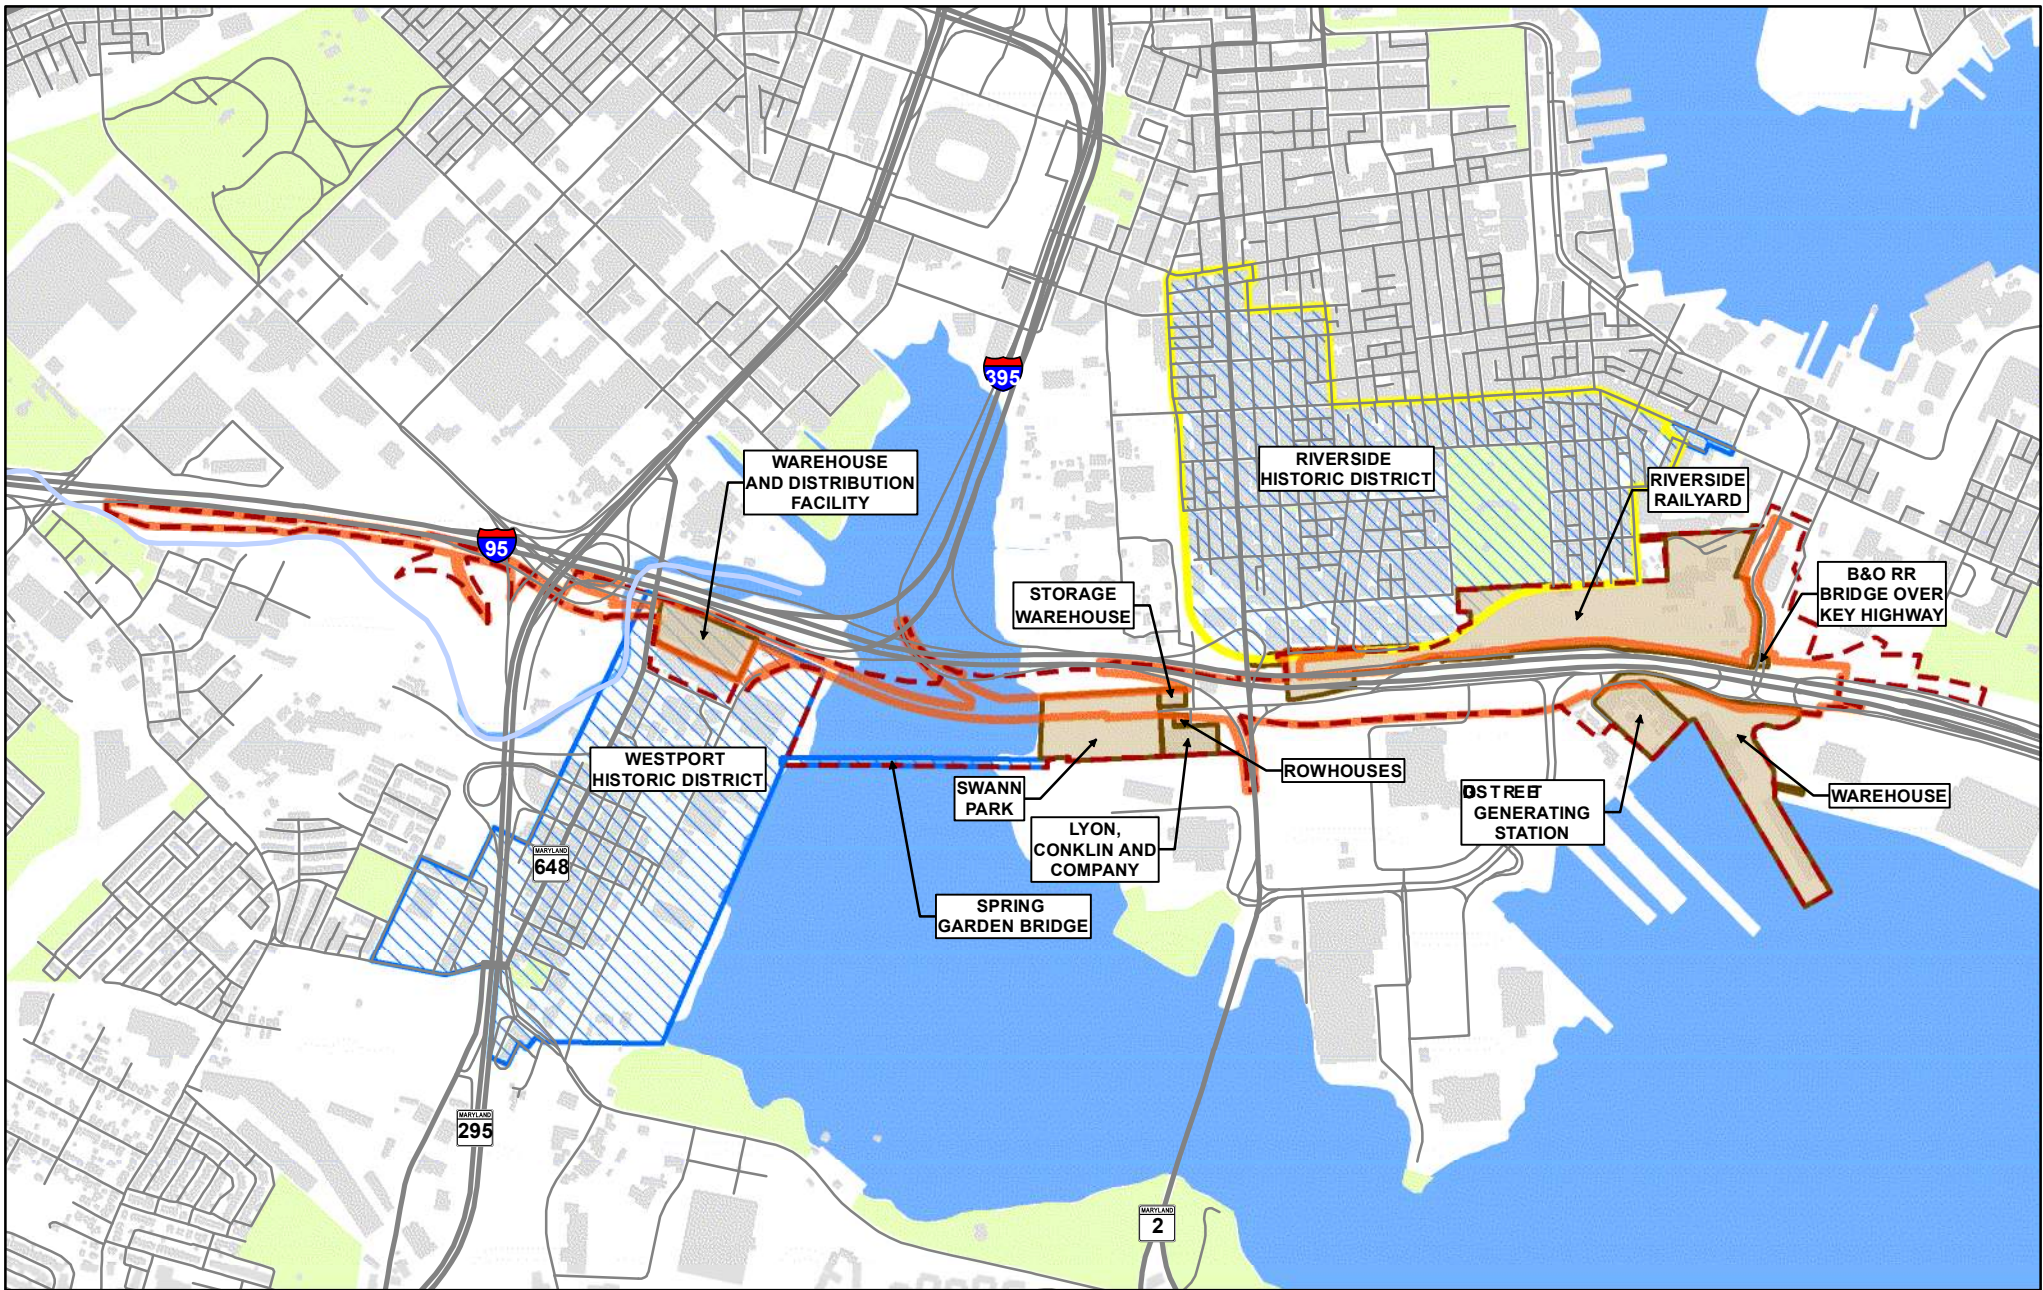 395
WAREHOUSE
AND DISTRIBUTION
FACILITY
RIVERSIDE
HISTORIC DISTRICT
RIVERSIDE
RAILYARD
95
STORAGE
WAREHOUSE
B&O RR
BRIDGE OVER
KEY HIGHWAY
WESTPORT
HISTORIC DISTRICT
SWANN
PARK
ROWHOUSES
STREET
GENERATING
STATION
WAREHOUSE
LYON,
CONKLIN AND
COMPANY
MARYLAND
648
SPRING
GARDEN BRIDGE
MARYLAND
295
MARYLAND
2